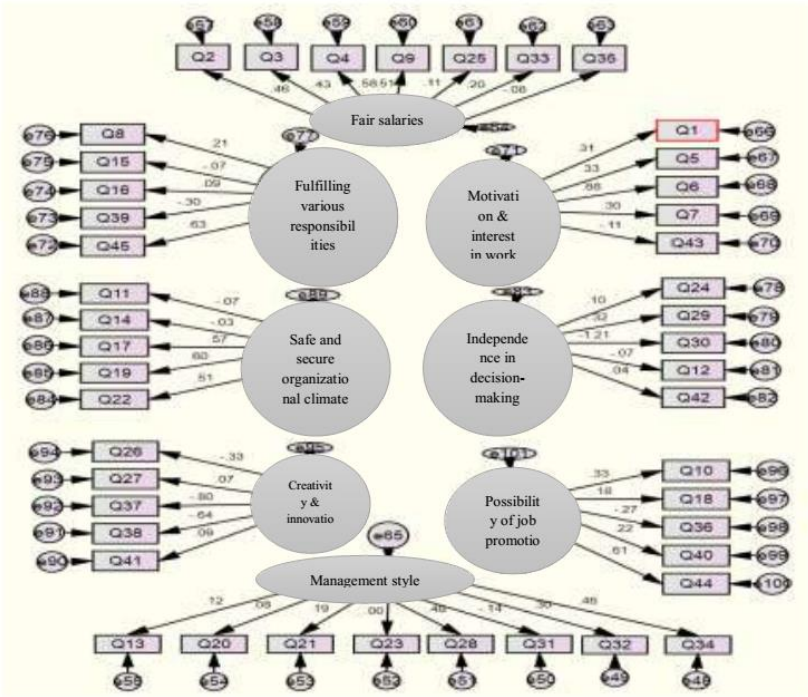 e57 e58 e59 e60 e61 e62 e63
Q2 Q3 Q4 Q9 Q25 Q33 Q35
.46 .43 .58 .51 .11 .20 -.08
Fair salaries
e77
e71
e76 Q8
e75 Q15
e74 Q16
e73 Q39
e72 Q45
.21
-.07
.09
-.30
.63
Fulfilling
various
responsibil
ities
Motivati
on &
interest
in work
.31
.33
.68
.30
-.11
Q1 e66
Q5 e67
Q6 e68
Q7 e69
Q43 e70
e89
e83
e88 Q11
e87 Q14
e86 Q17
e85 Q19
e84 Q22
-.07
-.03
.57
.60
.51
Safe and
secure
organizatio
nal climate
Independe
nce in
decision-
making
.10
.32
-1.21
-.07
.04
Q24 e78
Q29 e79
Q30 e80
Q12 e81
Q42 e82
e95
e101
e94 Q26
e93 Q27
e92 Q37
e91 Q38
e90 Q41
-.33
.07
-.80
-.64
.09
Creativit
y &
innovatio
Possibilit
y of job
promotio
.33
.18
-.27
.22
.61
Q10 e96
Q18 e97
Q36 e98
Q40 e99
Q44 e100
e65
Management style
.12 .08 .19 .00 .48 -.14 .30 .46
Q13 Q20 Q21 Q23 Q28 Q31 Q32 Q34
e55 e54 e53 e52 e51 e50 e49 e48